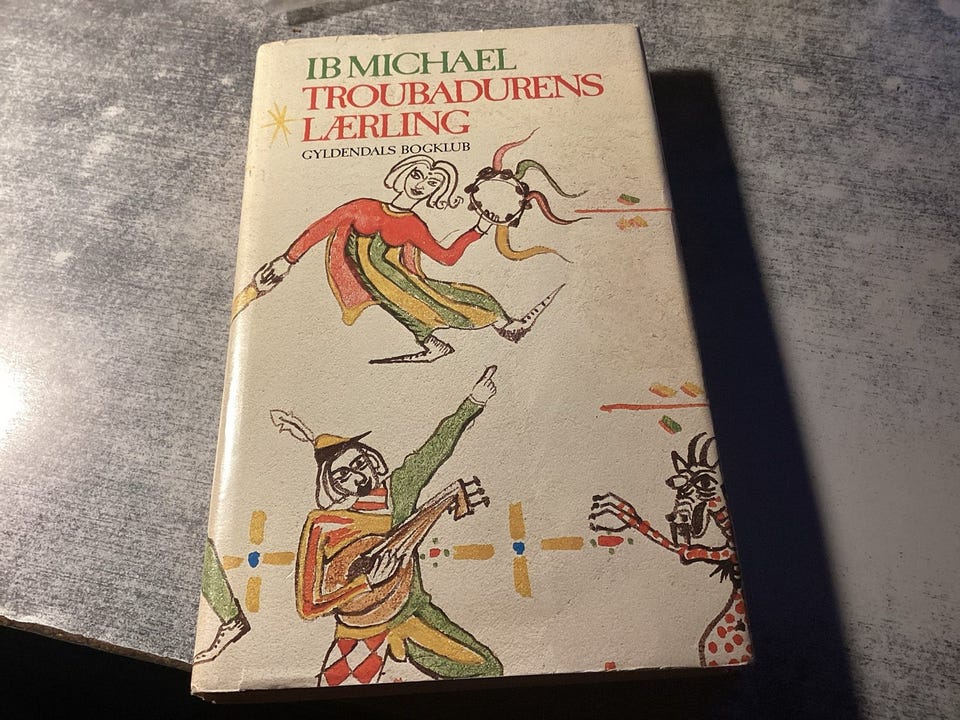 IB MICHAEL
TROUBADURENS
LÆRLING
GYLDENDALS BOGKLUB